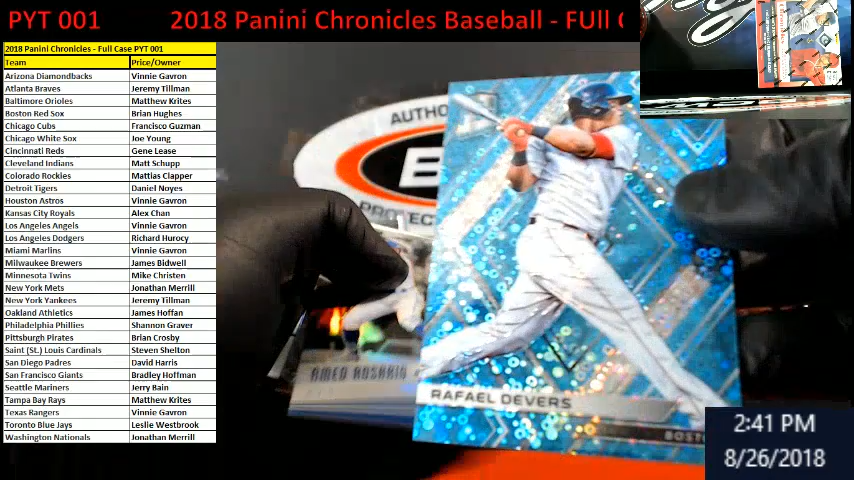 PYT 001 2018 Panini Chronicles Baseball - FUll
2018 Panini Chronicles - Full Case PYT 001
Team Price/Owner
Arizona Diamondbacks Vinnie Gavron
Atlanta Braves Jeremy Tillman
Baltimore Orioles Matthew Krites
Boston Red Sox Brian Hughes
Chicago Cubs Francisco Guzman
Chicago White Sox Joe Young
Cincinnati Reds Gene Lease
Cleveland Indians Matt Schupp
Colorado Rockies Mattias Clapper
Detroit Tigers Daniel Noyes
Houston Astros Vinnie Gavron
Kansas City Royals Alex Chan
Los Angeles Angels Vinnie Gavron
Los Angeles Dodgers Richard Hurocy
Miami Marlins Vinnie Gavron
Milwaukee Brewers James Bidwell
Minnesota Twins Mike Christen
New York Mets Jonathan Merrill
New York Yankees Jeremy Tillman
Oakland Athletics James Hoffan
Philadelphia Phillies Shannon Graver
Pittsburgh Pirates Brian Crosby
Saint (St.) Louis Cardinals Steven Shelton
San Diego Padres David Harris
San Francisco Giants Bradley Hoffman
Seattle Mariners Jerry Bain
Tampa Bay Rays Matthew Krites
Texas Rangers Vinnie Gavron
Toronto Blue Jays Leslie Westbrook
Washington Nationals Jonathan Merrill
AUTHO
B
PROTEC
AMED ROSARIO
RAFAEL DEVERS
BOST
2:41 PM
8/26/2018